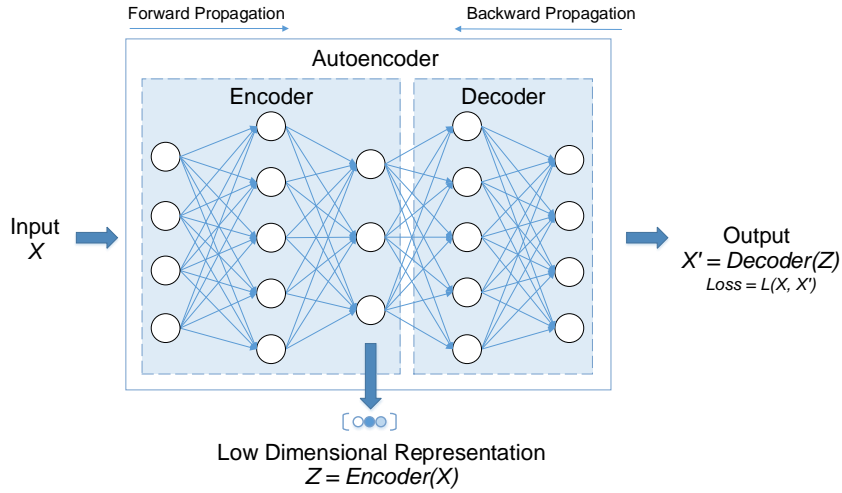 Forward Propagation
Backward Propagation
Autoencoder
Encoder
Decoder
Input
X
Output
X' = Decoder(Z)
Loss = L(X, X')
Low Dimensional Representation
Z = Encoder(X)